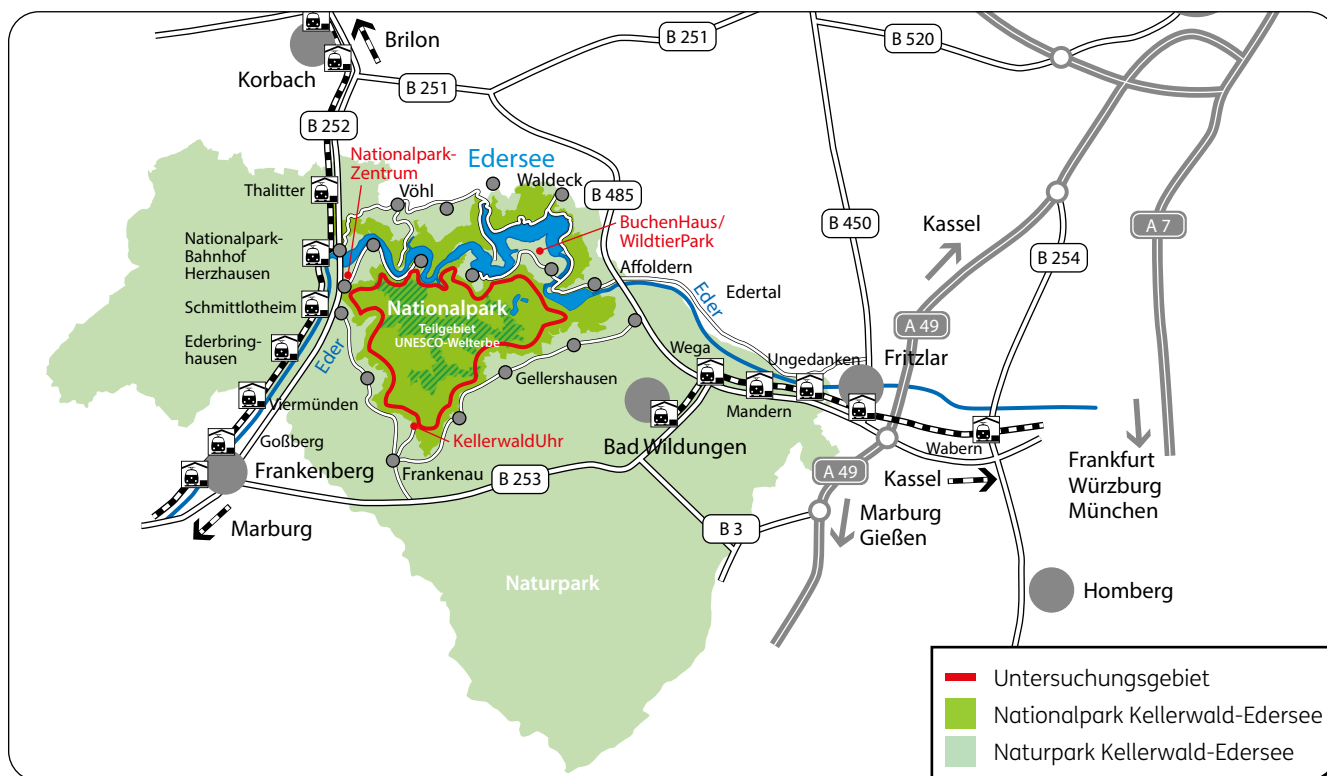 B 251
B 520
Brilon
Korbach
B 251
B 252
Nationalpark-
Zentrum
Edersee
Thalitter
Vöhl
Waldeck
B 485
BuchenHaus/
WildtierPark
B 450
Kassel
A 7
Nationalpark-
Bahnhof
Herzhausen
Affoldern
B 254
Eder
Edertal
Schmittlotheim
Nationalpark
Teilgebiet
UNESCO-Welterbe
A 49
Ederbring-
hausen
Eder
Wega
Ungedanken
Fritzlar
Gellershausen
Viermünden
Mandern
Goßberg
KellerwaldUhr
Bad Wildungen
Wabern
Frankenberg
Frankenau
B 253
A 49
Kassel
Frankfurt
Würzburg
München
Marburg
B 3
Marburg
Gießen
Naturpark
Homberg
Untersuchungsgebiet
Nationalpark Kellerwald-Edersee
Naturpark Kellerwald-Edersee